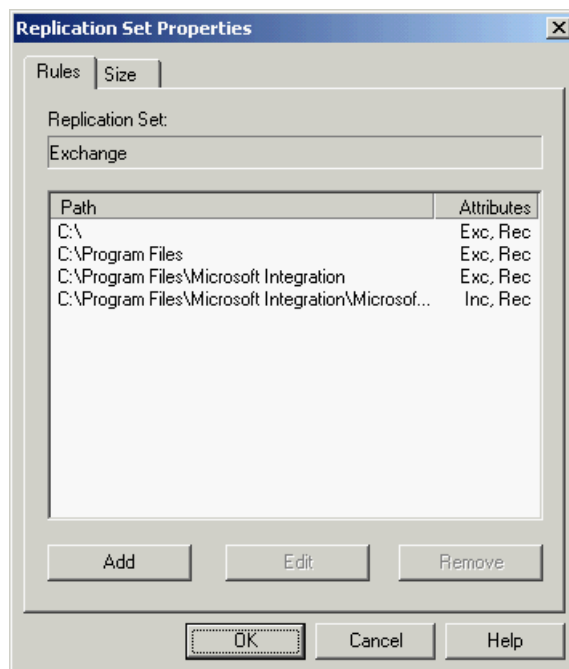 Replication Set Properties
Rules
Size
Replication Set:
Exchange
Path Attributes
C:\ Exc, Rec
C:\Program Files Exc, Rec
C:\Program Files\Microsoft Integration Exc, Rec
C:\Program Files\Microsoft Integration\Microsof... Inc, Rec
Add Edit Remove
OK Cancel Help